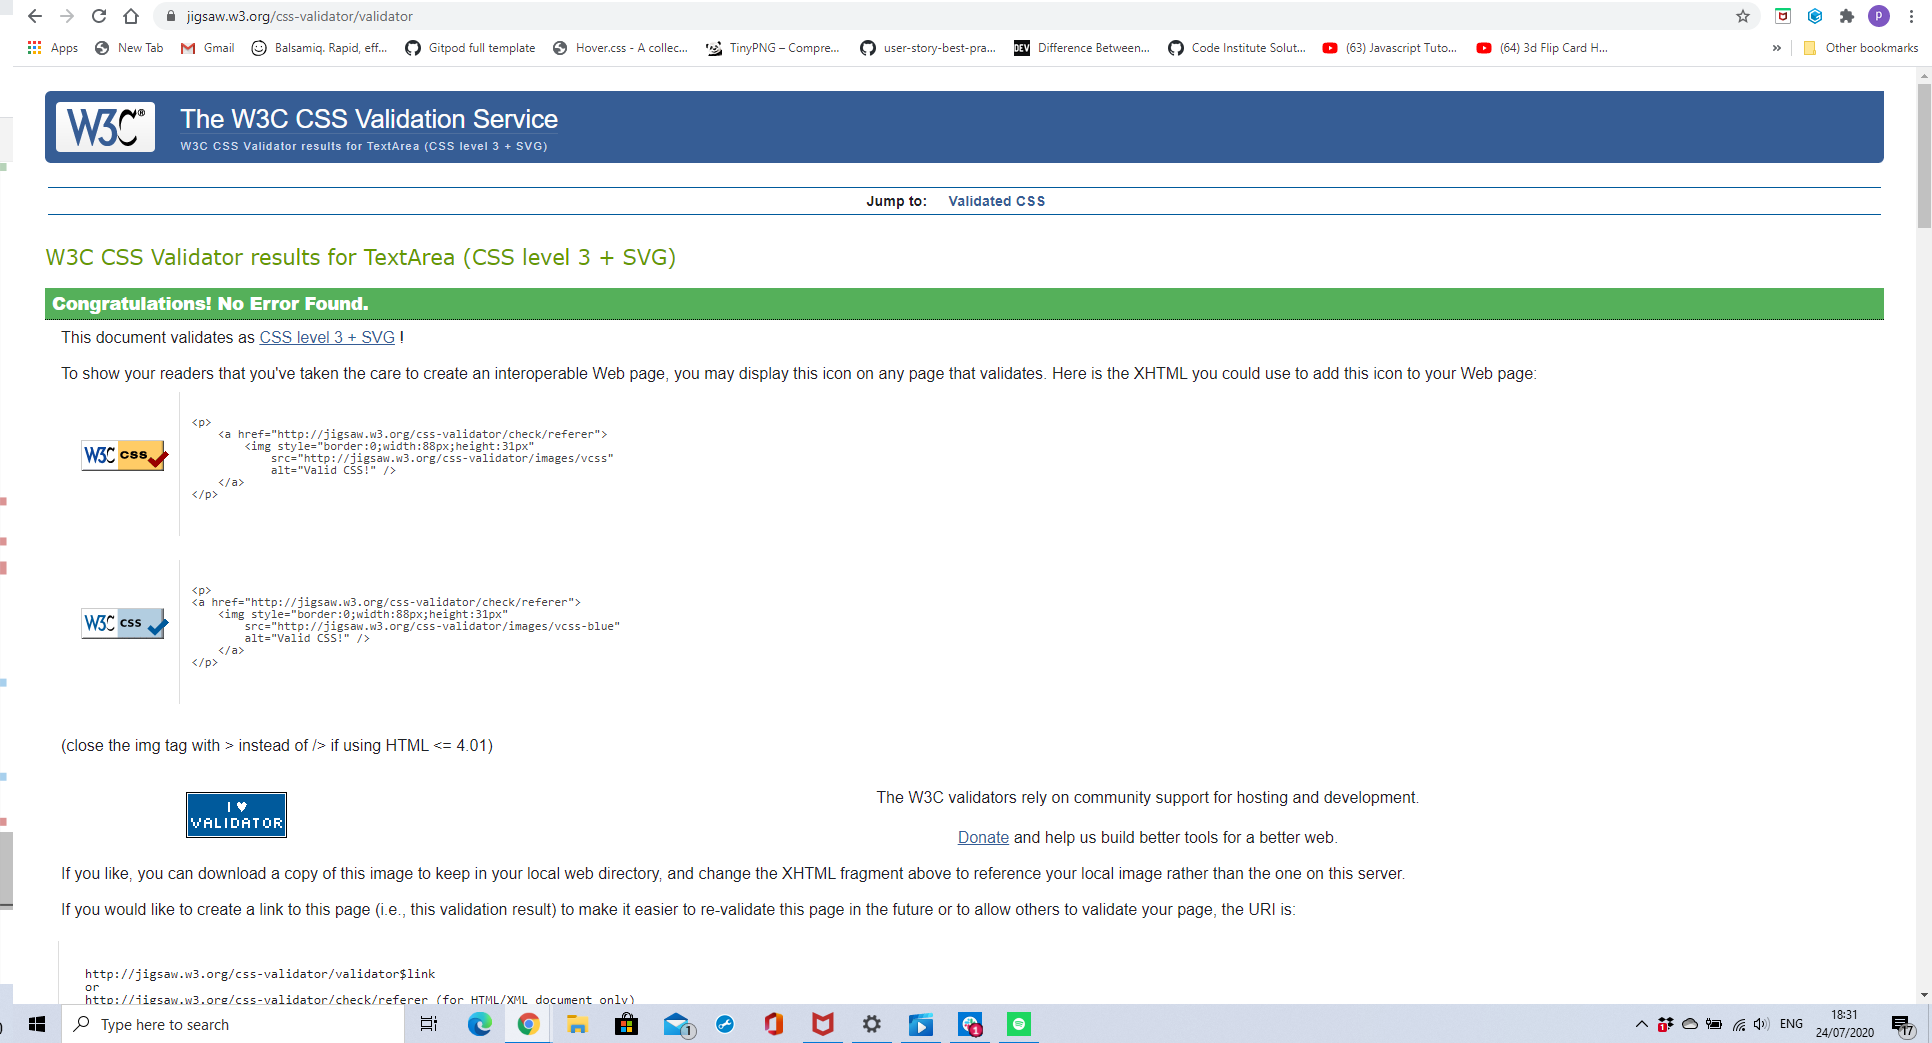 jigsaw.w3.org/css-validator/validator
P
Apps New Tab Gmail Balsamiq. Rapid, eff... Gitpod full template Hover.css - A collec... TinyPNG – Compre... user-story-best-pra... DEV Difference Between... Code Institute Solut... (63) Javascript Tuto... (64) 3d Flip Card H... » Other bookmarks
W3C® The W3C CSS Validation Service
W3C CSS Validator results for TextArea (CSS level 3 + SVG)
Jump to: Validated CSS
W3C CSS Validator results for TextArea (CSS level 3 + SVG)
Congratulations! No Error Found.
This document validates as CSS level 3 + SVG !
To show your readers that you've taken the care to create an interoperable Web page, you may display this icon on any page that validates. Here is the XHTML you could use to add this icon to your Web page:
W3C css
<p>
<a href="http://jigsaw.w3.org/css-validator/check/referer">
<img style="border:0;width:88px;height:31px"
src="http://jigsaw.w3.org/css-validator/images/vcss"
alt="Valid CSS!" />
</a>
</p>
W3C css
<p>
<a href="http://jigsaw.w3.org/css-validator/check/referer">
<img style="border:0;width:88px;height:31px"
src="http://jigsaw.w3.org/css-validator/images/vcss-blue"
alt="Valid CSS!" />
</a>
</p>
(close the img tag with > instead of /> if using HTML <= 4.01)
I ♥
VALIDATOR
The W3C validators rely on community support for hosting and development.
Donate and help us build better tools for a better web.
If you like, you can download a copy of this image to keep in your local web directory, and change the XHTML fragment above to reference your local image rather than the one on this server.
If you would like to create a link to this page (i.e., this validation result) to make it easier to re-validate this page in the future or to allow others to validate your page, the URI is:
http://jigsaw.w3.org/css-validator/validator$link
or
http://jigsaw.w3.org/css-validator/check/referer (for HTML/XML document only)
Type here to search
1
1
1
ENG
18:31
24/07/2020
17